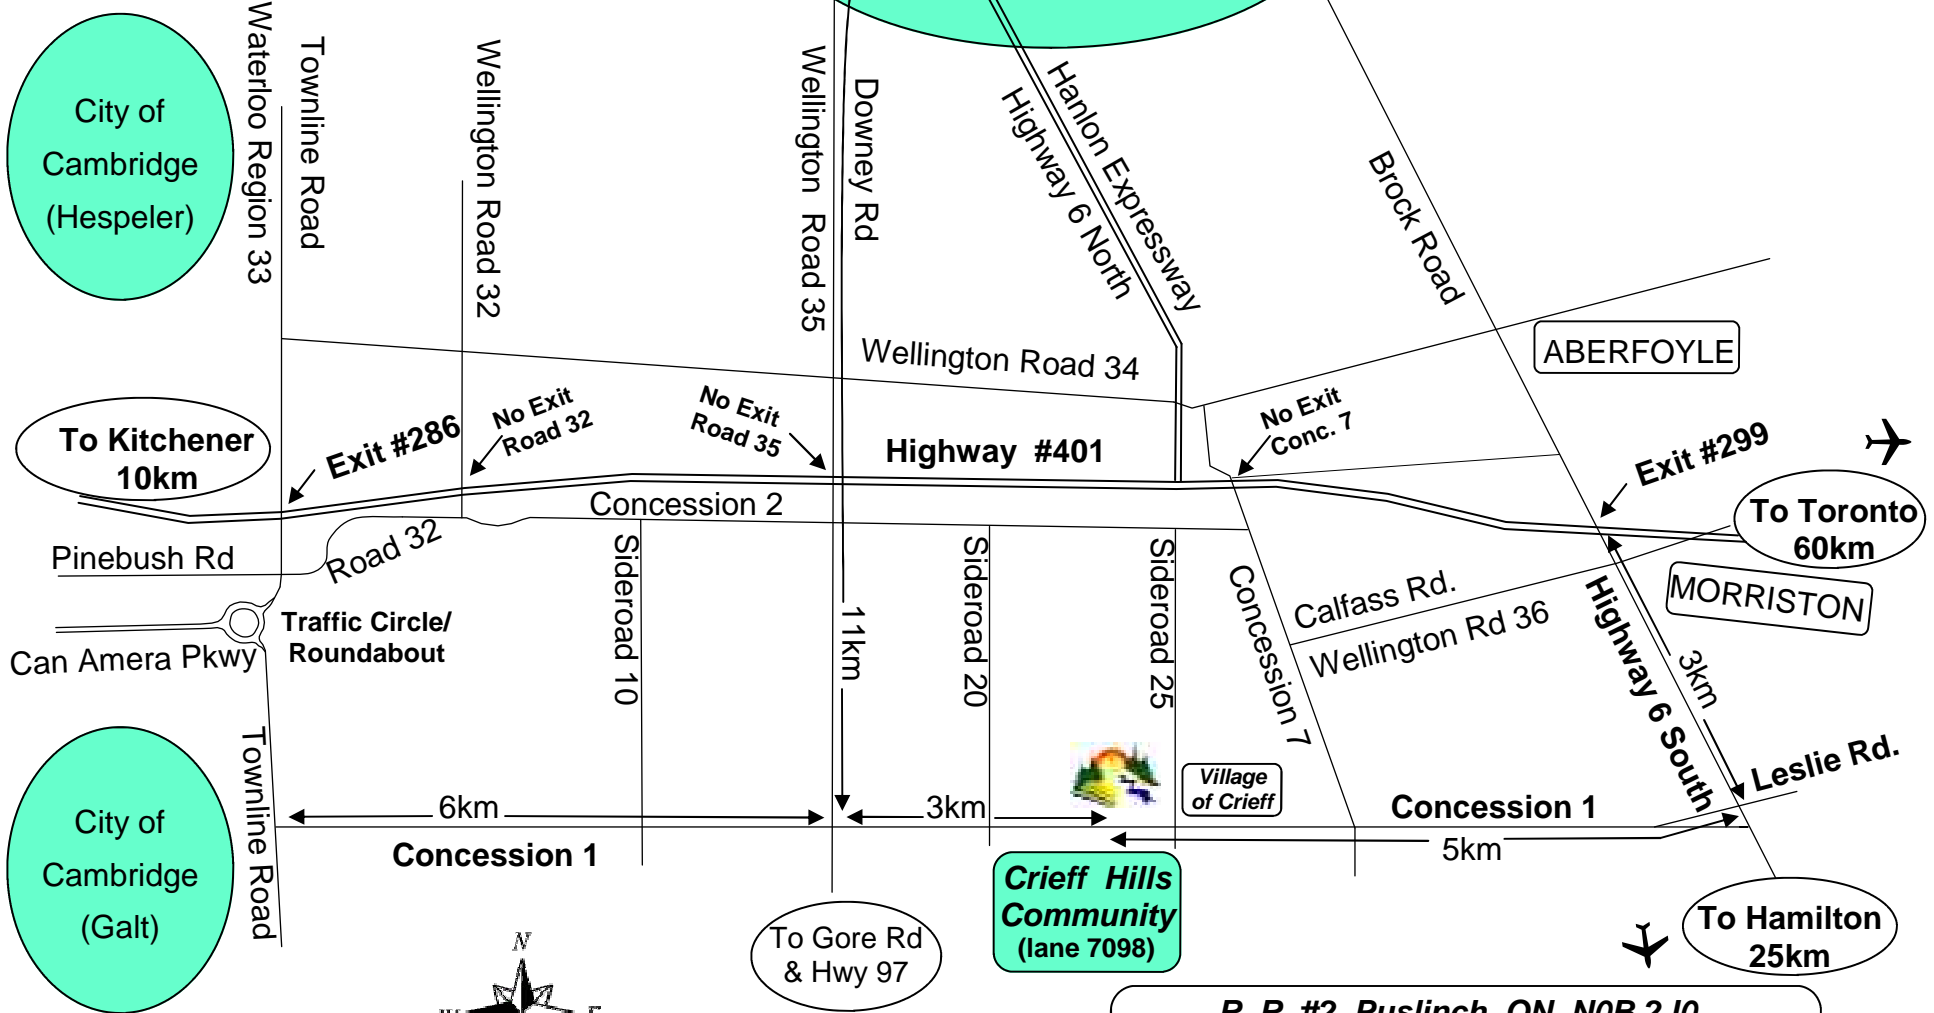 City of
Cambridge
(Hespeler)
Waterloo Region 33
Townline Road
Wellington Road 32
Wellington Road 35
Downey Rd
Hanlon Expressway
Highway 6 North
Brock Road
ABERFOYLE
Wellington Road 34
To Kitchener
10km
Exit #286
No Exit
Road 32
No Exit
Road 35
Highway #401
No Exit
Conc. 7
Exit #299
To Toronto
60km
Concession 2
Pinebush Rd
Road 32
Traffic Circle/
Roundabout
Can Amera Pkwy
Sideroad 10
11km
Sideroad 20
Sideroad 25
Concession 7
Calfass Rd.
Wellington Rd 36
MORRISTON
Highway 6 South
3km
Leslie Rd.
City of
Cambridge
(Galt)
Townline Road
6km
3km
Village
of Crieff
Concession 1
Concession 1
5km
Crieff Hills
Community
(lane 7098)
To Gore Rd
& Hwy 97
To Hamilton
25km
N
R. R. #2, Puslinch, ON N0B 2J0